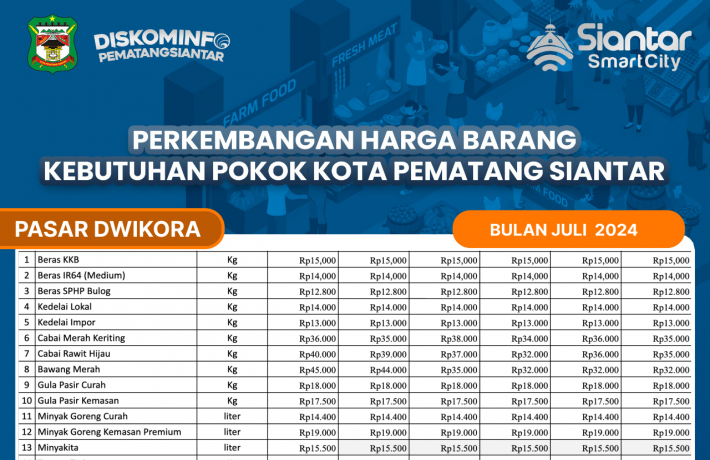 DISKOMINFO
PEMATANGSIANTAR
Siantar
SmartCity
FRESH MEAT
FARM FOOD
FARM FOOD
PERKEMBANGAN HARGA BARANG
KEBUTUHAN POKOK KOTA PEMATANG SIANTAR
PASAR DWIKORA
BULAN JULI 2024
1 Beras KKB Kg Rp15,000 Rp15,000 Rp15,000 Rp15,000 Rp15,000 Rp15,000
2 Beras IR64 (Medium) Kg Rp14,000 Rp14,000 Rp14,000 Rp14,000 Rp14,000 Rp14,000
3 Beras SPHP Bulog Kg Rp12.800 Rp12.800 Rp12.800 Rp12.800 Rp12.800 Rp12.800
4 Kedelai Lokal Kg Rp14.000 Rp14.000 Rp14.000 Rp14.000 Rp14.000 Rp14.000
5 Kedelai Impor Kg Rp13.000 Rp13.000 Rp13.000 Rp13.000 Rp13.000 Rp13.000
6 Cabai Merah Keriting Kg Rp36.000 Rp35.000 Rp38.000 Rp34.000 Rp36.000 Rp35.000
7 Cabai Rawit Hijau Kg Rp40.000 Rp39.000 Rp37.000 Rp32.000 Rp36.000 Rp35.000
8 Bawang Merah Kg Rp45.000 Rp44.000 Rp35.000 Rp32.000 Rp32.000 Rp32.000
9 Gula Pasir Curah Kg Rp18.000 Rp18.000 Rp18.000 Rp18.000 Rp18.000 Rp18.000
10 Gula Pasir Kemasan Kg Rp17.500 Rp17.500 Rp17.500 Rp17.500 Rp17.500 Rp17.500
11 Minyak Goreng Curah liter Rp14.400 Rp14.400 Rp14.400 Rp14.400 Rp14.400 Rp14.400
12 Minyak Goreng Kemasan Premium liter Rp19.000 Rp19.000 Rp19.000 Rp19.000 Rp19.000 Rp19.000
13 Minyakita liter Rp15.500 Rp15.500 Rp15.500 Rp15.500 Rp15.500 Rp15.500